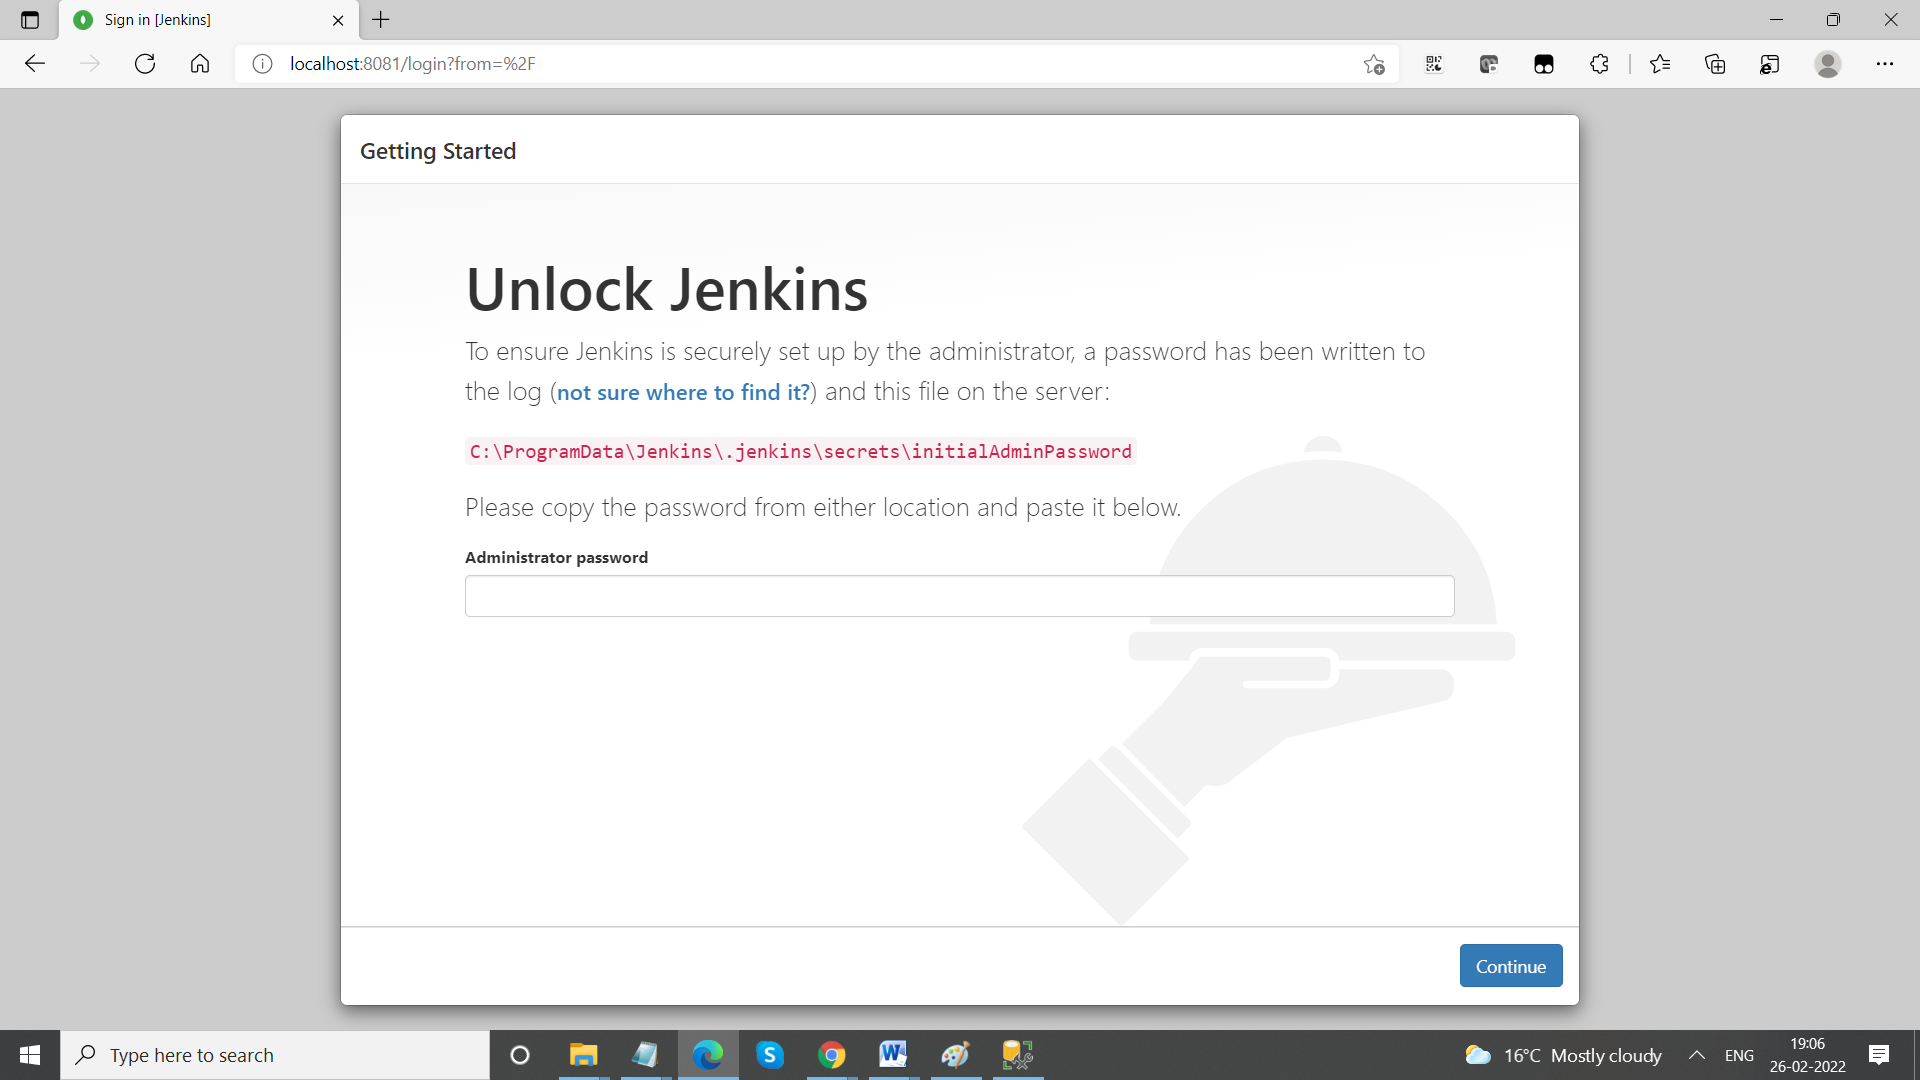 Sign in [Jenkins]
localhost:8081/login?from=%2F
Getting Started
Unlock Jenkins
To ensure Jenkins is securely set up by the administrator, a password has been written to
the log (not sure where to find it?) and this file on the server:
C:\ProgramData\Jenkins\.jenkins\secrets\initialAdminPassword
Please copy the password from either location and paste it below.
Administrator password
Continue
Type here to search
16°C Mostly cloudy
ENG
19:06
26-02-2022